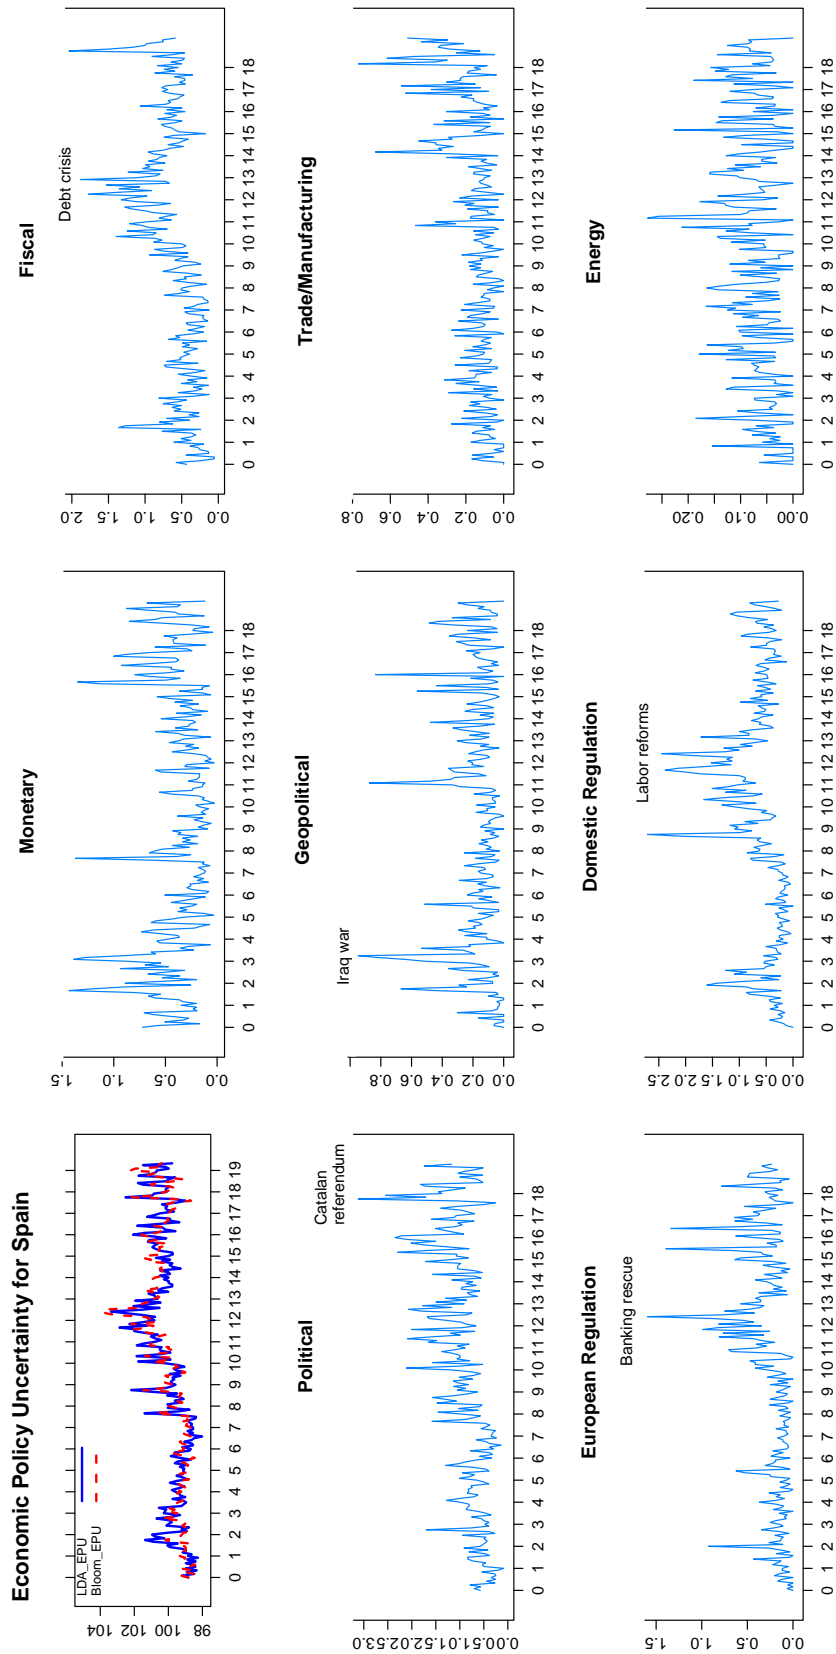 Economic Policy Uncertainty for Spain
LDA_EPU
Bloom_EPU
104
102
100
98
0 1 2 3 4 5 6 7 8 9 10 11 12 13 14 15 16 17 18 19
Monetary
1.5
1.0
0.5
0.0
0 1 2 3 4 5 6 7 8 9 10 11 12 13 14 15 16 17 18
Fiscal
Debt crisis
2.0
1.5
1.0
0.5
0.0
0 1 2 3 4 5 6 7 8 9 10 11 12 13 14 15 16 17 18
Political
Catalan
referendum
3.0
2.5
2.0
1.5
1.0
0.5
0.0
0 1 2 3 4 5 6 7 8 9 10 11 12 13 14 15 16 17 18
Geopolitical
Iraq war
0.8
0.6
0.4
0.2
0.0
0 1 2 3 4 5 6 7 8 9 10 11 12 13 14 15 16 17 18
Trade/Manufacturing
0.8
0.6
0.4
0.2
0.0
0 1 2 3 4 5 6 7 8 9 10 11 12 13 14 15 16 17 18
European Regulation
Banking rescue
1.5
1.0
0.5
0.0
0 1 2 3 4 5 6 7 8 9 10 11 12 13 14 15 16 17 18
Domestic Regulation
Labor reforms
2.5
2.0
1.5
1.0
0.5
0.0
0 1 2 3 4 5 6 7 8 9 10 11 12 13 14 15 16 17 18
Energy
0.20
0.10
0.00
0 1 2 3 4 5 6 7 8 9 10 11 12 13 14 15 16 17 18